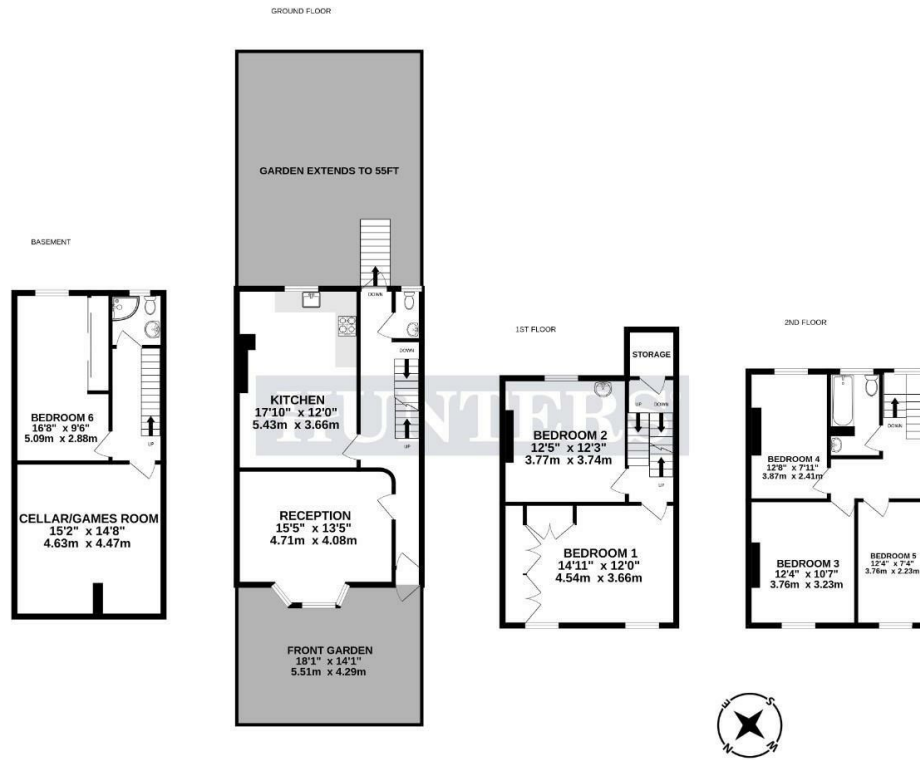 GROUND FLOOR
GARDEN EXTENDS TO 55FT
DOWN
DOWN
UP
KITCHEN
17'10" x 12'0"
5.43m x 3.66m
RECEPTION
15'5" x 13'5"
4.71m x 4.08m
FRONT GARDEN
18'1" x 14'1"
5.51m x 4.29m
BASEMENT
BEDROOM 6
16'8" x 9'6"
5.09m x 2.88m
UP
CELLAR/GAMES ROOM
15'2" x 14'8"
4.63m x 4.47m
HUNTERS
1ST FLOOR
STORAGE
UP DOWN
BEDROOM 2
12'5" x 12'3"
3.77m x 3.74m
UP
BEDROOM 1
14'11" x 12'0"
4.54m x 3.66m
2ND FLOOR
DOWN
BEDROOM 4
12'8" x 7'11"
3.87m x 2.41m
BEDROOM 3
12'4" x 10'7"
3.76m x 3.23m
BEDROOM 5
12'4" x 7'4"
3.76m x 2.23m
E S
N W